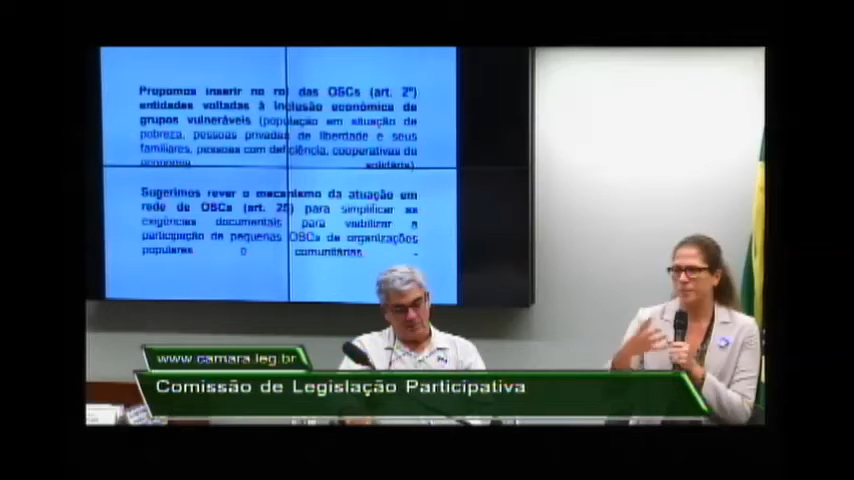 Propomos inserir no rol das OSCs (art. 2º)
entidades voltadas à inclusão econômica de
grupos vulneráveis (população em situação de
pobreza, pessoas privadas de liberdade e seus
familiares, pessoas com deficiência, cooperativas da
economia solidária)
Sugerimos rever o mecanismo da atuação em
rede de OSCs (art. 25) para simplificar as
exigências documentais para viabilizar a
participação de pequenas OSCs de organizações
populares e comunitárias
www.camara.leg.br
Comissão de Legislação Participativa